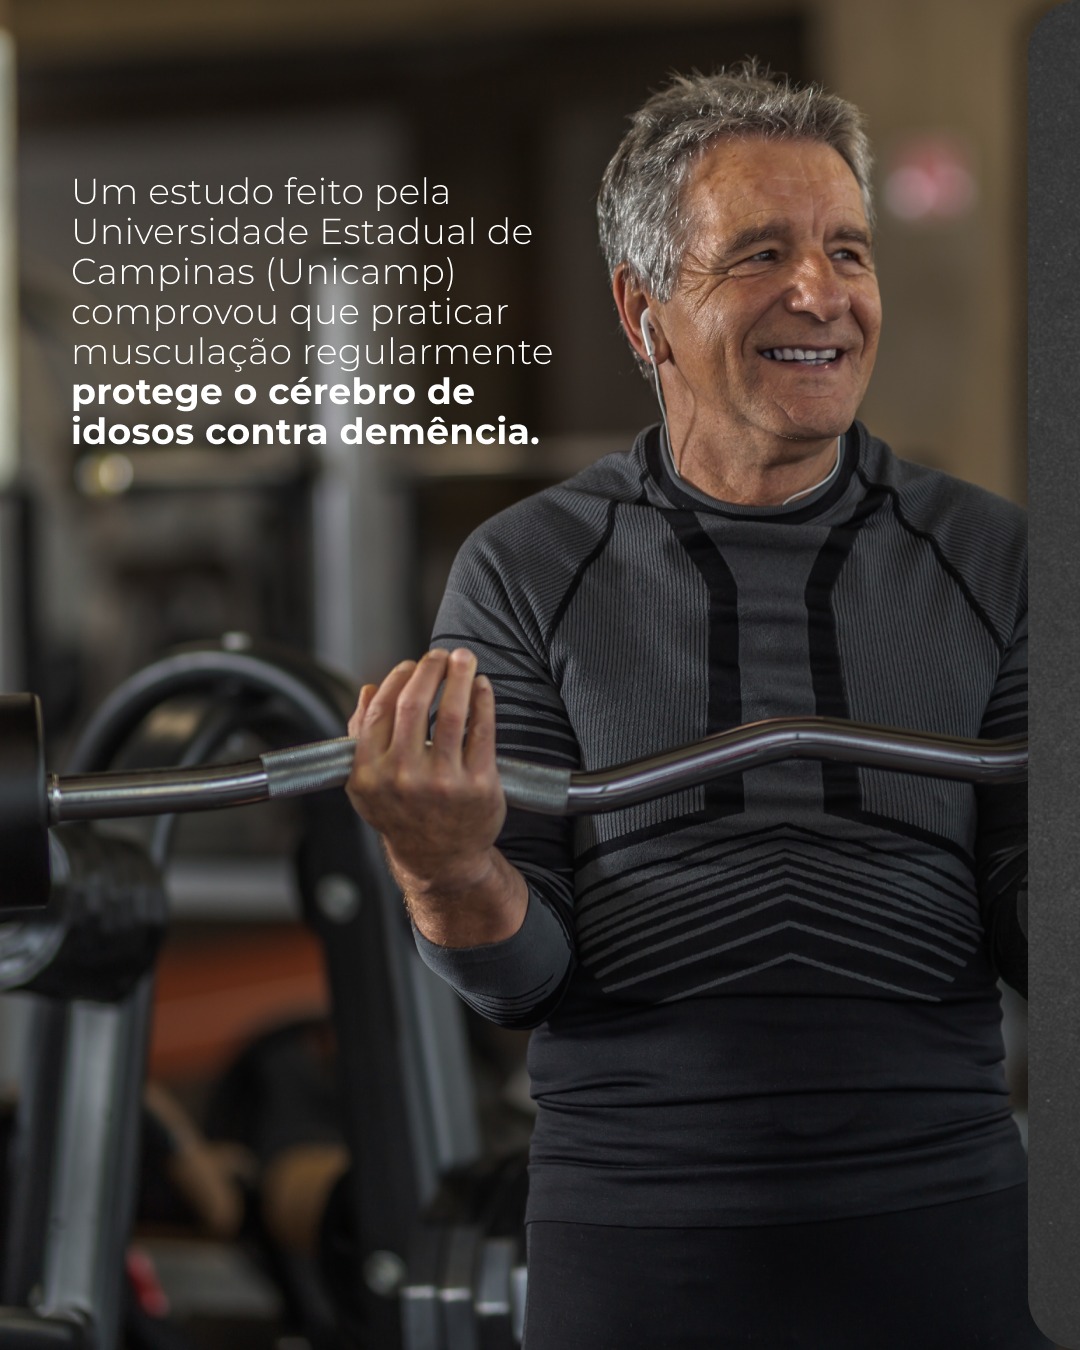 Um estudo feito pela
Universidade Estadual de
Campinas (Unicamp)
comprovou que praticar
musculação regularmente
protege o cérebro de
idosos contra demência.